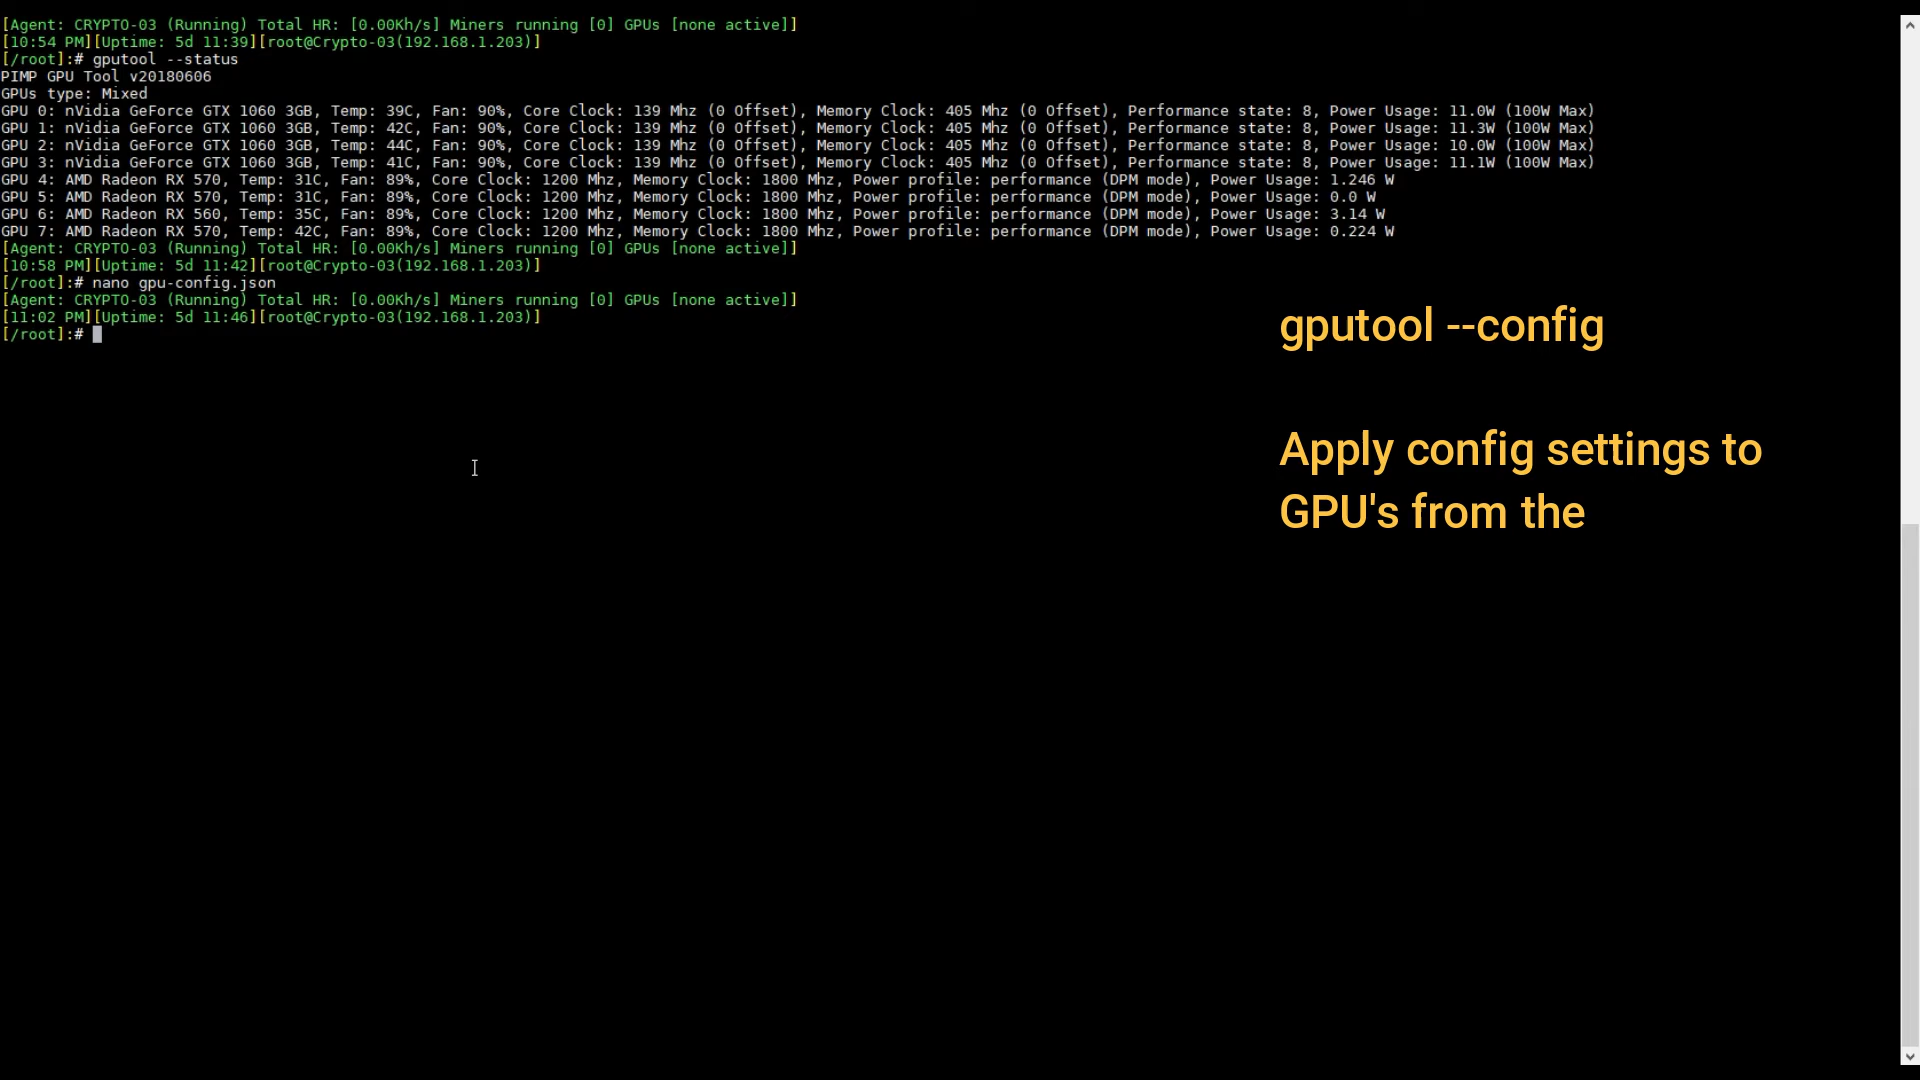 [Agent: CRYPTO-03 (Running) Total HR: [0.00Kh/s] Miners running [0] GPUs [none active]]
[10:54 PM][Uptime: 5d 11:39][root@Crypto-03(192.168.1.203)]
[/root]:# gputool --status
PIMP GPU Tool v20180606
GPUs type: Mixed
GPU 0: nVidia GeForce GTX 1060 3GB, Temp: 39C, Fan: 90%, Core Clock: 139 Mhz (0 Offset), Memory Clock: 405 Mhz (0 Offset), Performance state: 8, Power Usage: 11.0W (100W Max)
GPU 1: nVidia GeForce GTX 1060 3GB, Temp: 42C, Fan: 90%, Core Clock: 139 Mhz (0 Offset), Memory Clock: 405 Mhz (0 Offset), Performance state: 8, Power Usage: 11.3W (100W Max)
GPU 2: nVidia GeForce GTX 1060 3GB, Temp: 44C, Fan: 90%, Core Clock: 139 Mhz (0 Offset), Memory Clock: 405 Mhz (0 Offset), Performance state: 8, Power Usage: 10.0W (100W Max)
GPU 3: nVidia GeForce GTX 1060 3GB, Temp: 41C, Fan: 90%, Core Clock: 139 Mhz (0 Offset), Memory Clock: 405 Mhz (0 Offset), Performance state: 8, Power Usage: 11.1W (100W Max)
GPU 4: AMD Radeon RX 570, Temp: 31C, Fan: 89%, Core Clock: 1200 Mhz, Memory Clock: 1800 Mhz, Power profile: performance (DPM mode), Power Usage: 1.246 W
GPU 5: AMD Radeon RX 570, Temp: 31C, Fan: 89%, Core Clock: 1200 Mhz, Memory Clock: 1800 Mhz, Power profile: performance (DPM mode), Power Usage: 0.0 W
GPU 6: AMD Radeon RX 560, Temp: 35C, Fan: 89%, Core Clock: 1200 Mhz, Memory Clock: 1800 Mhz, Power profile: performance (DPM mode), Power Usage: 3.14 W
GPU 7: AMD Radeon RX 570, Temp: 42C, Fan: 89%, Core Clock: 1200 Mhz, Memory Clock: 1800 Mhz, Power profile: performance (DPM mode), Power Usage: 0.224 W
[Agent: CRYPTO-03 (Running) Total HR: [0.00Kh/s] Miners running [0] GPUs [none active]]
[10:58 PM][Uptime: 5d 11:42][root@Crypto-03(192.168.1.203)]
[/root]:# nano gpu-config.json
[Agent: CRYPTO-03 (Running) Total HR: [0.00Kh/s] Miners running [0] GPUs [none active]]
[11:02 PM][Uptime: 5d 11:46][root@Crypto-03(192.168.1.203)]
[/root]:#
gputool --config
Apply config settings to
GPU's from the